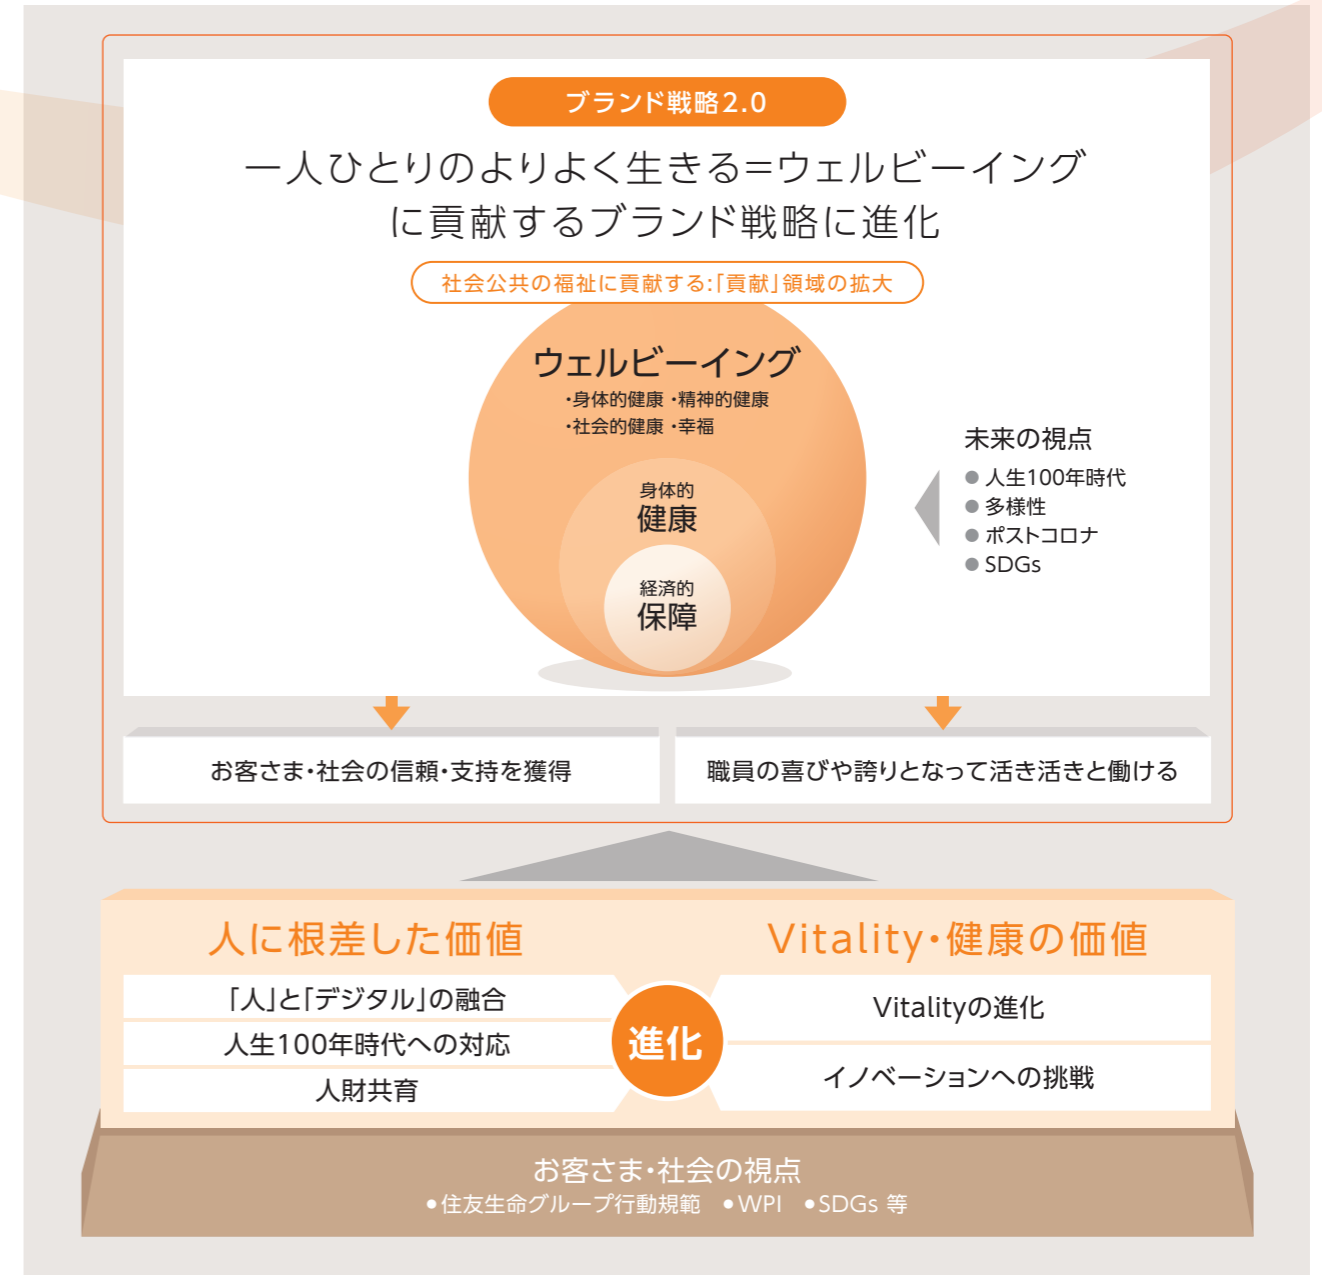 ブランド戦略2.0
一人ひとりのよりよく生きる=ウェルビーイング
に貢献するブランド戦略に進化
社会公共の福祉に貢献する:「貢献」領域の拡大
ウェルビーイング
・身体的健康 ・精神的健康
・社会的健康 ・幸福
身体的
健康
経済的
保障
未来の視点
● 人生100年時代
● 多様性
● ポストコロナ
● SDGs
お客さま・社会の信頼・支持を獲得
職員の喜びや誇りとなって活き活きと働ける
人に根差した価値
「人」と「デジタル」の融合
人生100年時代への対応
人財共育
進化
Vitality・健康の価値
Vitalityの進化
イノベーションへの挑戦
お客さま・社会の視点
●住友生命グループ行動規範 ●WPI ●SDGs 等